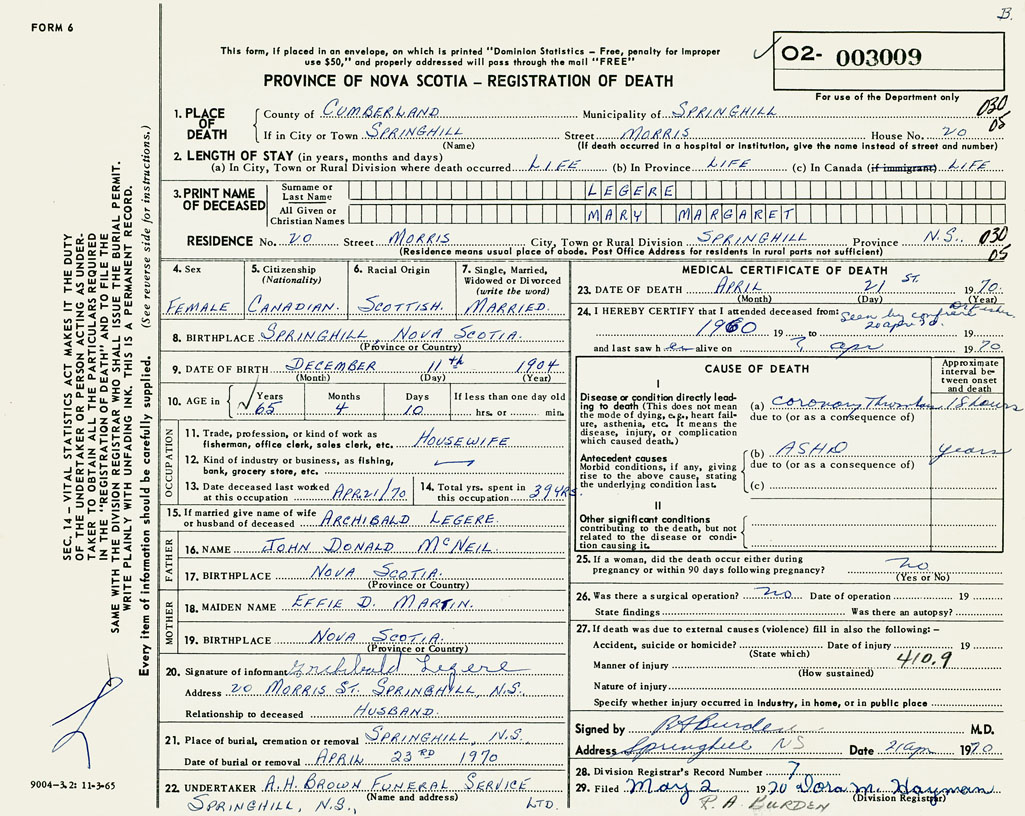 B.
FORM 6
This form, if placed in an envelope, on which is printed "Dominion Statistics – Free, penalty for improper
use $50," and properly addressed will pass through the mail "FREE"
PROVINCE OF NOVA SCOTIA – REGISTRATION OF DEATH
O2- 003009
For use of the Department only
SEC. 14 – VITAL STATISTICS ACT MAKES IT THE DUTY
OF THE UNDERTAKER OR PERSON ACTING AS UNDER-
TAKER TO OBTAIN ALL THE PARTICULARS REQUIRED
IN THE "REGISTRATION OF DEATH" AND TO FILE THE
SAME WITH THE DIVISION REGISTRAR WHO SHALL ISSUE THE BURIAL PERMIT.
WRITE PLAINLY WITH UNFADING INK. THIS IS A PERMANENT RECORD.
Every item of information should be carefully supplied. (See reverse side for instructions.)
1. PLACE OF DEATH
County of CUMBERLAND Municipality of SPRINGHILL 030
If in City or Town SPRINGHILL Street MORRIS House No. 20 05
(Name) (If death occurred in a hospital or institution, give the name instead of street and number)
2. LENGTH OF STAY (in years, months and days)
(a) In City, Town or Rural Division where death occurred LIFE (b) In Province LIFE (c) In Canada (if immigrant) LIFE
3. PRINT NAME OF DECEASED
Surname or Last Name LEGERE
All Given or Christian Names MARY MARGARET
RESIDENCE No. 20 Street MORRIS City, Town or Rural Division SPRINGHILL Province N.S. 030
(Residence means usual place of abode. Post Office Address for residents in rural parts not sufficient) 05
4. Sex FEMALE
5. Citizenship (Nationality) CANADIAN.
6. Racial Origin SCOTTISH.
7. Single, Married, Widowed or Divorced (write the word) MARRIED.
8. BIRTHPLACE SPRINGHILL, NOVA SCOTIA.
(Province or Country)
9. DATE OF BIRTH DECEMBER 11th 1904
(Month) (Day) (Year)
10. AGE in Years Months Days If less than one day old
65 4 10 hrs. or min.
OCCUPATION
11. Trade, profession, or kind of work as
fisherman, office clerk, sales clerk, etc. HOUSEWIFE
12. Kind of industry or business, as fishing,
bank, grocery store, etc.
13. Date deceased last worked
at this occupation APR 21/70
14. Total yrs. spent in
this occupation 39 YRS.
15. If married give name of wife
or husband of deceased ARCHIBALD LEGERE.
FATHER
16. NAME JOHN DONALD McNEIL.
17. BIRTHPLACE NOVA SCOTIA.
(Province or Country)
MOTHER
18. MAIDEN NAME EFFIE D. MARTIN.
19. BIRTHPLACE NOVA SCOTIA.
(Province or Country)
20. Signature of informant Archibald Legere
Address 20 MORRIS ST. SPRINGHILL, N.S.
Relationship to deceased HUSBAND.
21. Place of burial, cremation or removal SPRINGHILL, N.S.
Date of burial or removal APRIL 23RD 1970
22. UNDERTAKER A.H. BROWN FUNERAL SERVICE
(Name and address)
SPRINGHILL, N.S., LTD.
9004–3.2: 11-3-65
MEDICAL CERTIFICATE OF DEATH
23. DATE OF DEATH APRIL 21 ST. 1970.
(Month) (Day) (Year)
24. I HEREBY CERTIFY that I attended deceased from: Seen by
20 apr 70.
1960 19 to 19
and last saw her alive on ? apr 1970
CAUSE OF DEATH
Approximate interval between onset and death
I
Disease or condition directly leading to death (This does not mean the mode of dying, e.g., heart failure, asthenia, etc. It means the disease, injury, or complication which caused death.)
(a) Coronary Thrombosis 18 hours
due to (or as a consequence of)
Antecedent causes
Morbid conditions, if any, giving rise to the above cause, stating the underlying condition last.
(b) ASHD years
due to (or as a consequence of)
(c)
II
Other significant conditions
contributing to the death, but not related to the disease or condition causing it.
25. If a woman, did the death occur either during
pregnancy or within 90 days following pregnancy? no
(Yes or No)
26. Was there a surgical operation? no Date of operation 19
State findings Was there an autopsy?
27. If death was due to external causes (violence) fill in also the following: –
Accident, suicide or homicide? Date of injury 19
(State which)
Manner of injury 410.9
(How sustained)
Nature of injury
Specify whether injury occurred in industry, in home, or in public place
Signed by RABurden M.D.
Address Springhill NS Date 21 apr 1970
28. Division Registrar's Record Number 7
29. Filed May 2 1970 Dora M. Hayman
(Division Registrar)
R. A. BURDEN